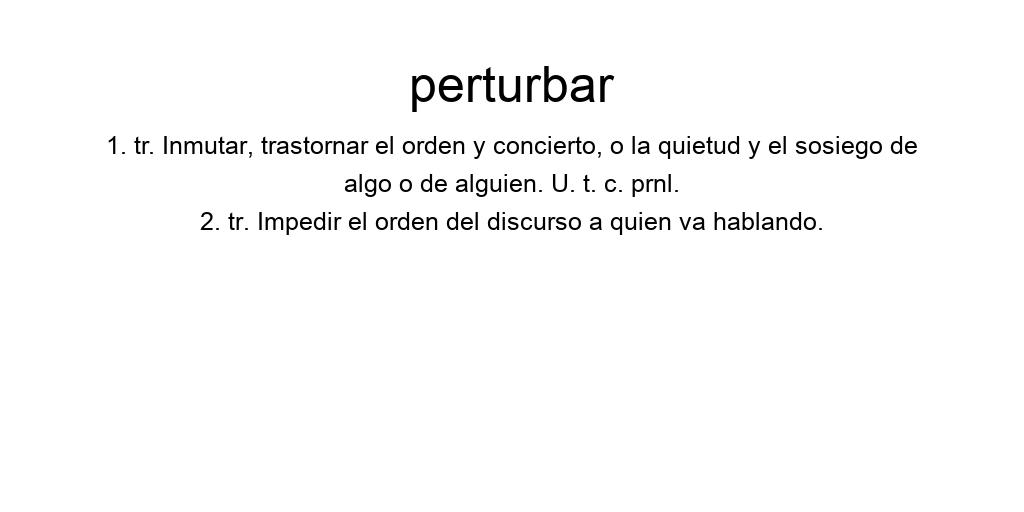 perturbar
1. tr. Inmutar, trastornar el orden y concierto, o la quietud y el sosiego de
algo o de alguien. U. t. c. prnl.
2. tr. Impedir el orden del discurso a quien va hablando.